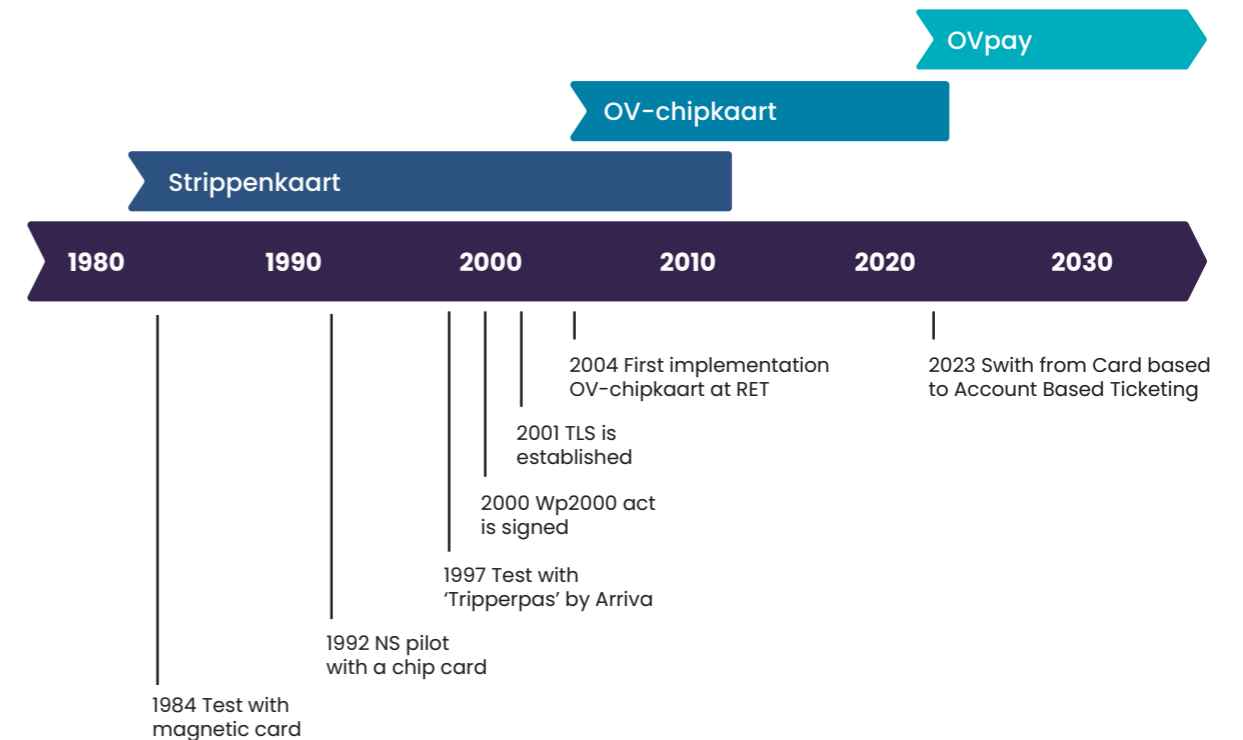 OVpay
OV-chipkaart
Strippenkaart
1980 1990 2000 2010 2020 2030
2004 First implementation
OV-chipkaart at RET
2023 Swith from Card based
to Account Based Ticketing
2001 TLS is
established
2000 Wp2000 act
is signed
1997 Test with
‘Tripperpas’ by Arriva
1992 NS pilot
with a chip card
1984 Test with
magnetic card